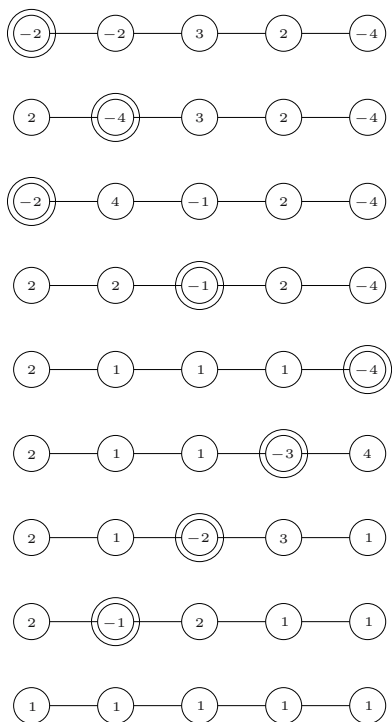 −2 −2 3 2 −4
2 −4 3 2 −4
−2 4 −1 2 −4
2 2 −1 2 −4
2 1 1 1 −4
2 1 1 −3 4
2 1 −2 3 1
2 −1 2 1 1
1 1 1 1 1